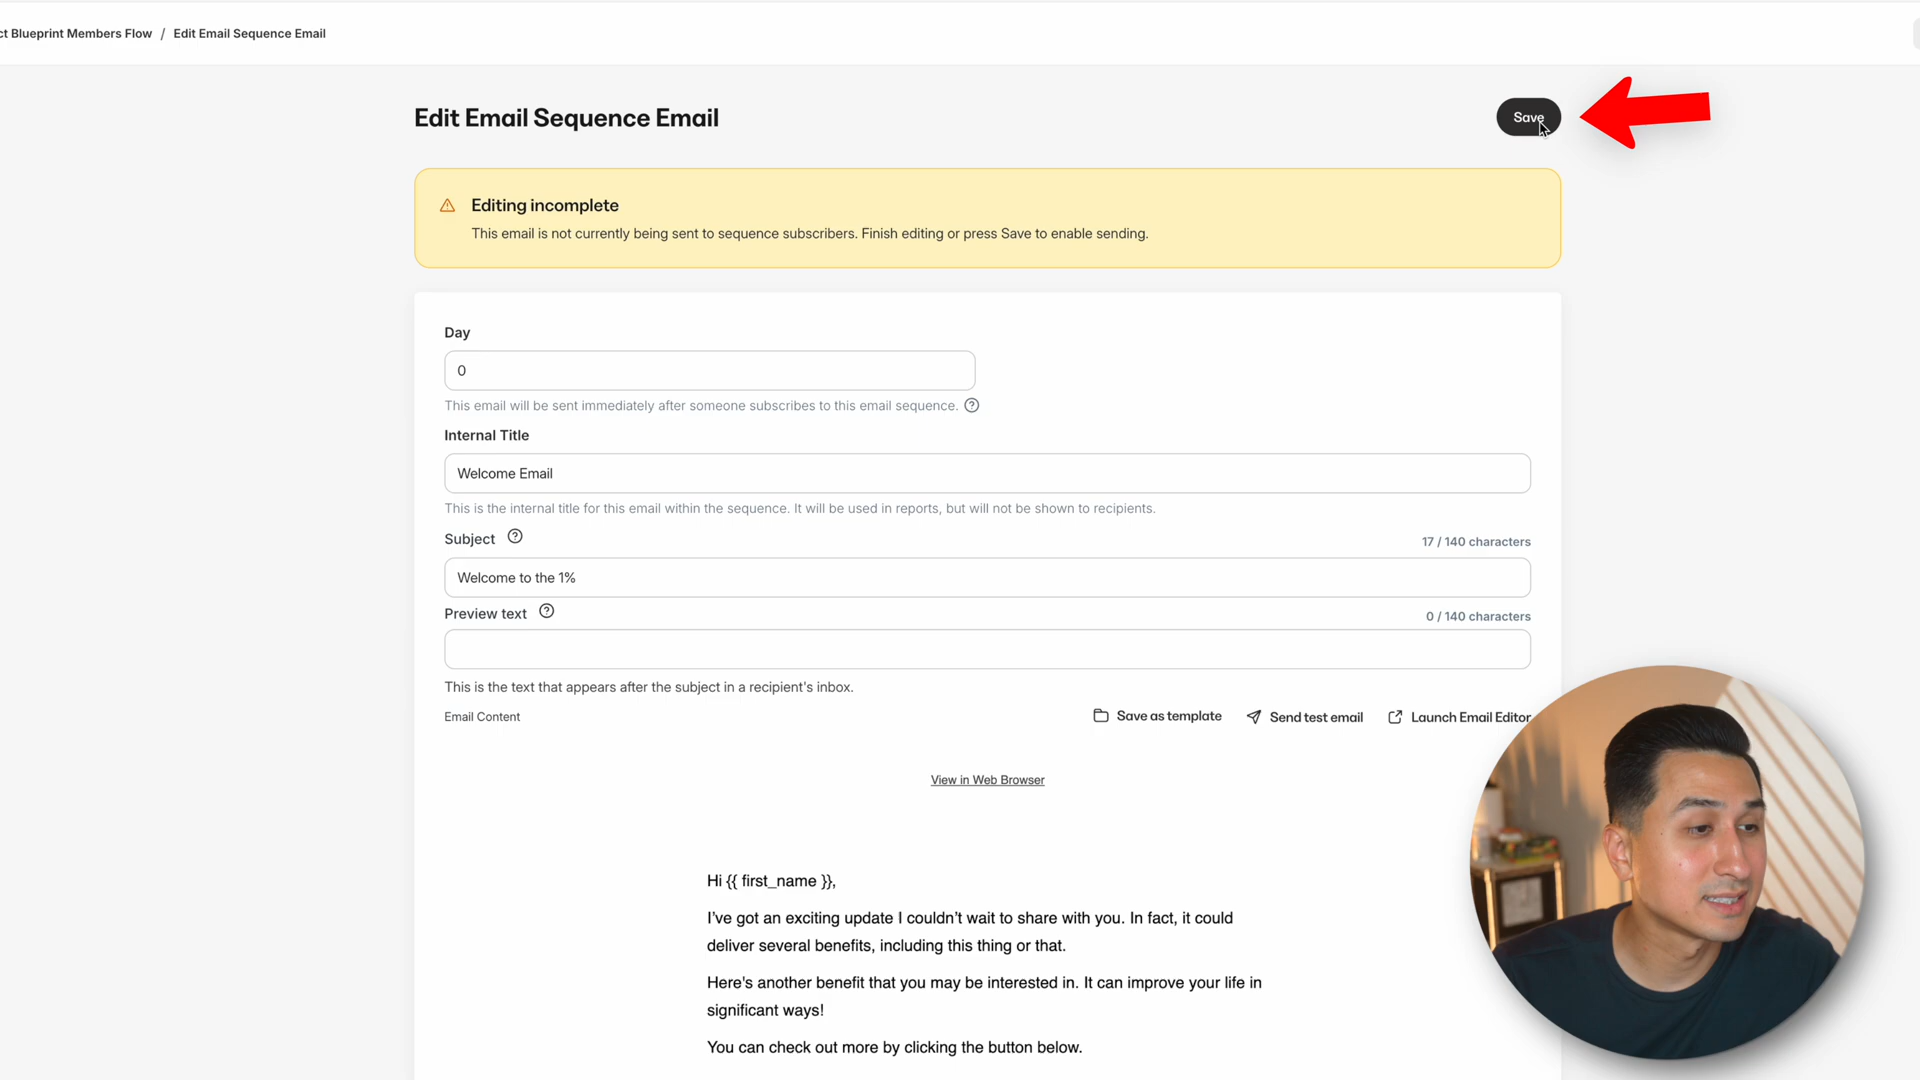 ct Blueprint Members Flow / Edit Email Sequence Email
Edit Email Sequence Email
Save
Editing incomplete
This email is not currently being sent to sequence subscribers. Finish editing or press Save to enable sending.
Day
0
This email will be sent immediately after someone subscribes to this email sequence. ?
Internal Title
Welcome Email
This is the internal title for this email within the sequence. It will be used in reports, but will not be shown to recipients.
Subject ? 17 / 140 characters
Welcome to the 1%
Preview text ? 0 / 140 characters
This is the text that appears after the subject in a recipient's inbox.
Email Content Save as template Send test email Launch Email Editor
View in Web Browser
Hi {{ first_name }},
I've got an exciting update I couldn't wait to share with you. In fact, it could
deliver several benefits, including this thing or that.
Here's another benefit that you may be interested in. It can improve your life in
significant ways!
You can check out more by clicking the button below.